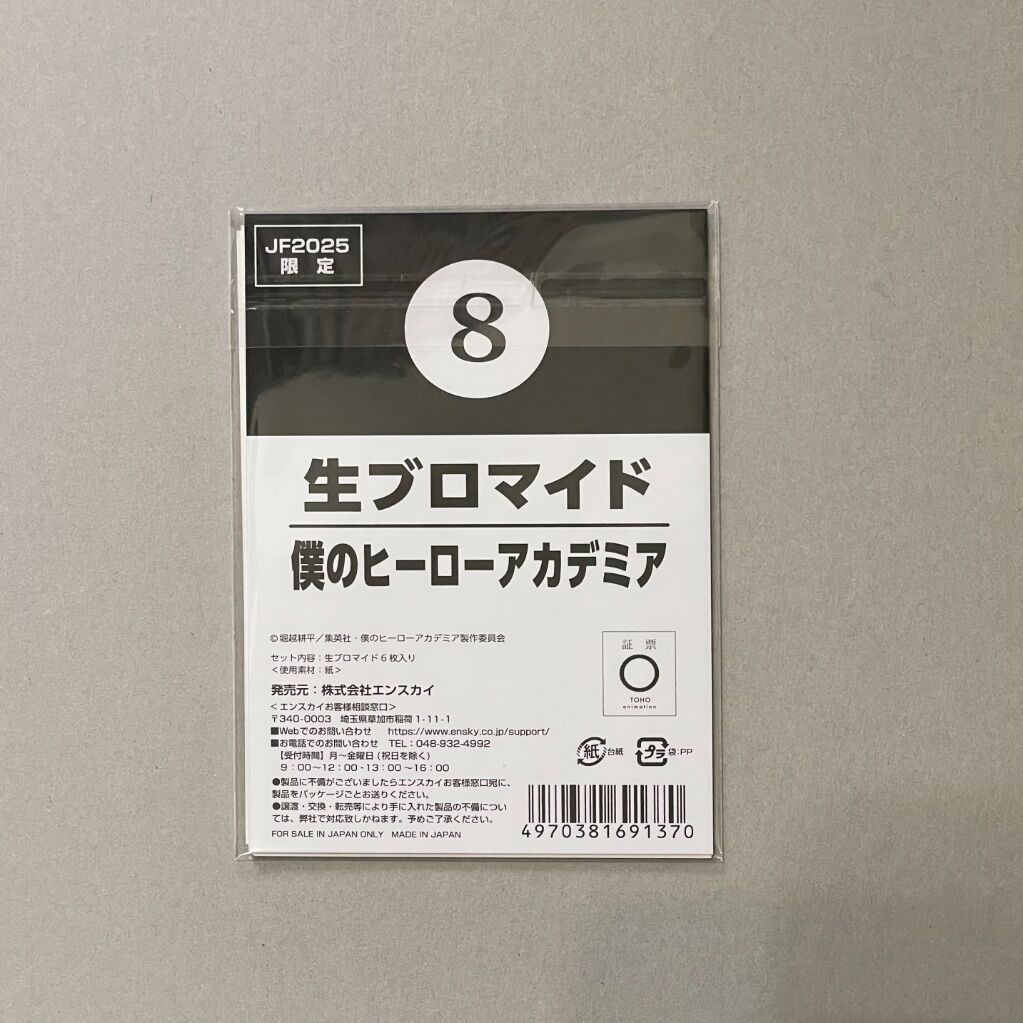 JF2025
限 定
8
生ブロマイド
僕のヒーローアカデミア
© 堀越耕平／集英社・僕のヒーローアカデミア製作委員会
セット内容：生ブロマイド6枚入り
＜使用素材：紙＞
発売元：株式会社エンスカイ
＜エンスカイお客様相談窓口＞
〒340-0003 埼玉県草加市稲荷1-11-1
■Webでのお問い合わせ https://www.ensky.co.jp/support/
■お電話でのお問い合わせ TEL：048-932-4992
【受付時間】月〜金曜日(祝日を除く)
9：00〜12：00・13：00〜16：00
●製品に不備がございましたらエンスカイお客様窓口宛に、
製品をパッケージごとお送りください。
●譲渡・交換・転売等により手に入れた製品の不備につい
ては、弊社で対応致しかねます。予めご了承ください。
FOR SALE IN JAPAN ONLY MADE IN JAPAN
証 票
TOHO
animation
紙 台紙
プラ 袋:PP
4970381691370